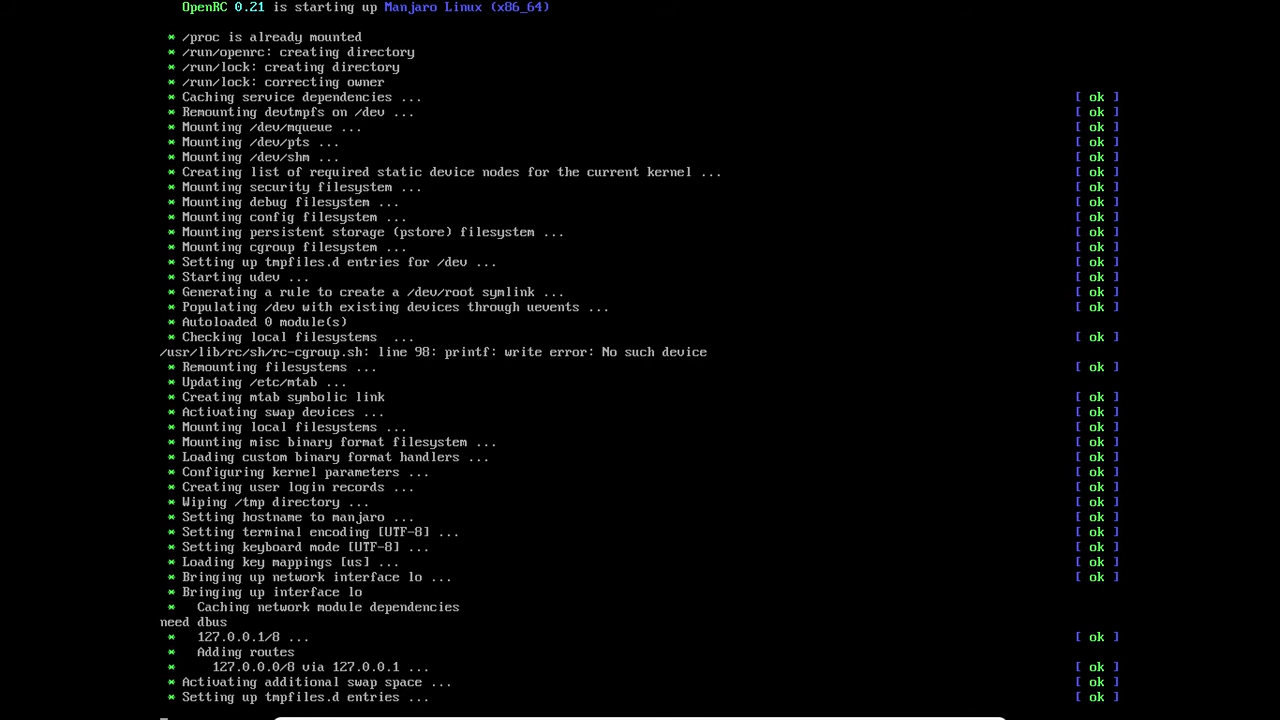 OpenRC 0.21 is starting up Manjaro Linux (x86_64)
* /proc is already mounted
* /run/openrc: creating directory
* /run/lock: creating directory
* /run/lock: correcting owner
* Caching service dependencies ... [ ok ]
* Remounting devtmpfs on /dev ... [ ok ]
* Mounting /dev/mqueue ... [ ok ]
* Mounting /dev/pts ... [ ok ]
* Mounting /dev/shm ... [ ok ]
* Creating list of required static device nodes for the current kernel ... [ ok ]
* Mounting security filesystem ... [ ok ]
* Mounting debug filesystem ... [ ok ]
* Mounting config filesystem ... [ ok ]
* Mounting persistent storage (pstore) filesystem ... [ ok ]
* Mounting cgroup filesystem ... [ ok ]
* Setting up tmpfiles.d entries for /dev ... [ ok ]
* Starting udev ... [ ok ]
* Generating a rule to create a /dev/root symlink ... [ ok ]
* Populating /dev with existing devices through uevents ... [ ok ]
* Autoloaded 0 module(s)
* Checking local filesystems  ... [ ok ]
/usr/lib/rc/sh/rc-cgroup.sh: line 98: printf: write error: No such device
* Remounting filesystems ... [ ok ]
* Updating /etc/mtab ...
* Creating mtab symbolic link [ ok ]
* Activating swap devices ... [ ok ]
* Mounting local filesystems ... [ ok ]
* Mounting misc binary format filesystem ... [ ok ]
* Loading custom binary format handlers ... [ ok ]
* Configuring kernel parameters ... [ ok ]
* Creating user login records ... [ ok ]
* Wiping /tmp directory ... [ ok ]
* Setting hostname to manjaro ... [ ok ]
* Setting terminal encoding [UTF-8] ... [ ok ]
* Setting keyboard mode [UTF-8] ... [ ok ]
* Loading key mappings [us] ... [ ok ]
* Bringing up network interface lo ... [ ok ]
* Bringing up interface lo
*   Caching network module dependencies
need dbus
*   127.0.0.1/8 ... [ ok ]
*   Adding routes
*     127.0.0.0/8 via 127.0.0.1 ... [ ok ]
* Activating additional swap space ... [ ok ]
* Setting up tmpfiles.d entries ... [ ok ]